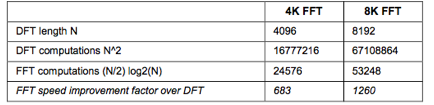 4K FFT 8K FFT
DFT length N 4096 8192
DFT computations N^2 16777216 67108864
FFT computations (N/2) log2(N) 24576 53248
FFT speed improvement factor over DFT 683 1260